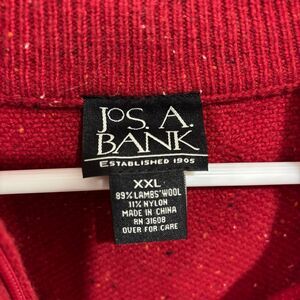 JOS. A.
BANK
ESTABLISHED 1905
XXL
89% LAMBS' WOOL
11% NYLON
MADE IN CHINA
RN 31608
OVER FOR CARE